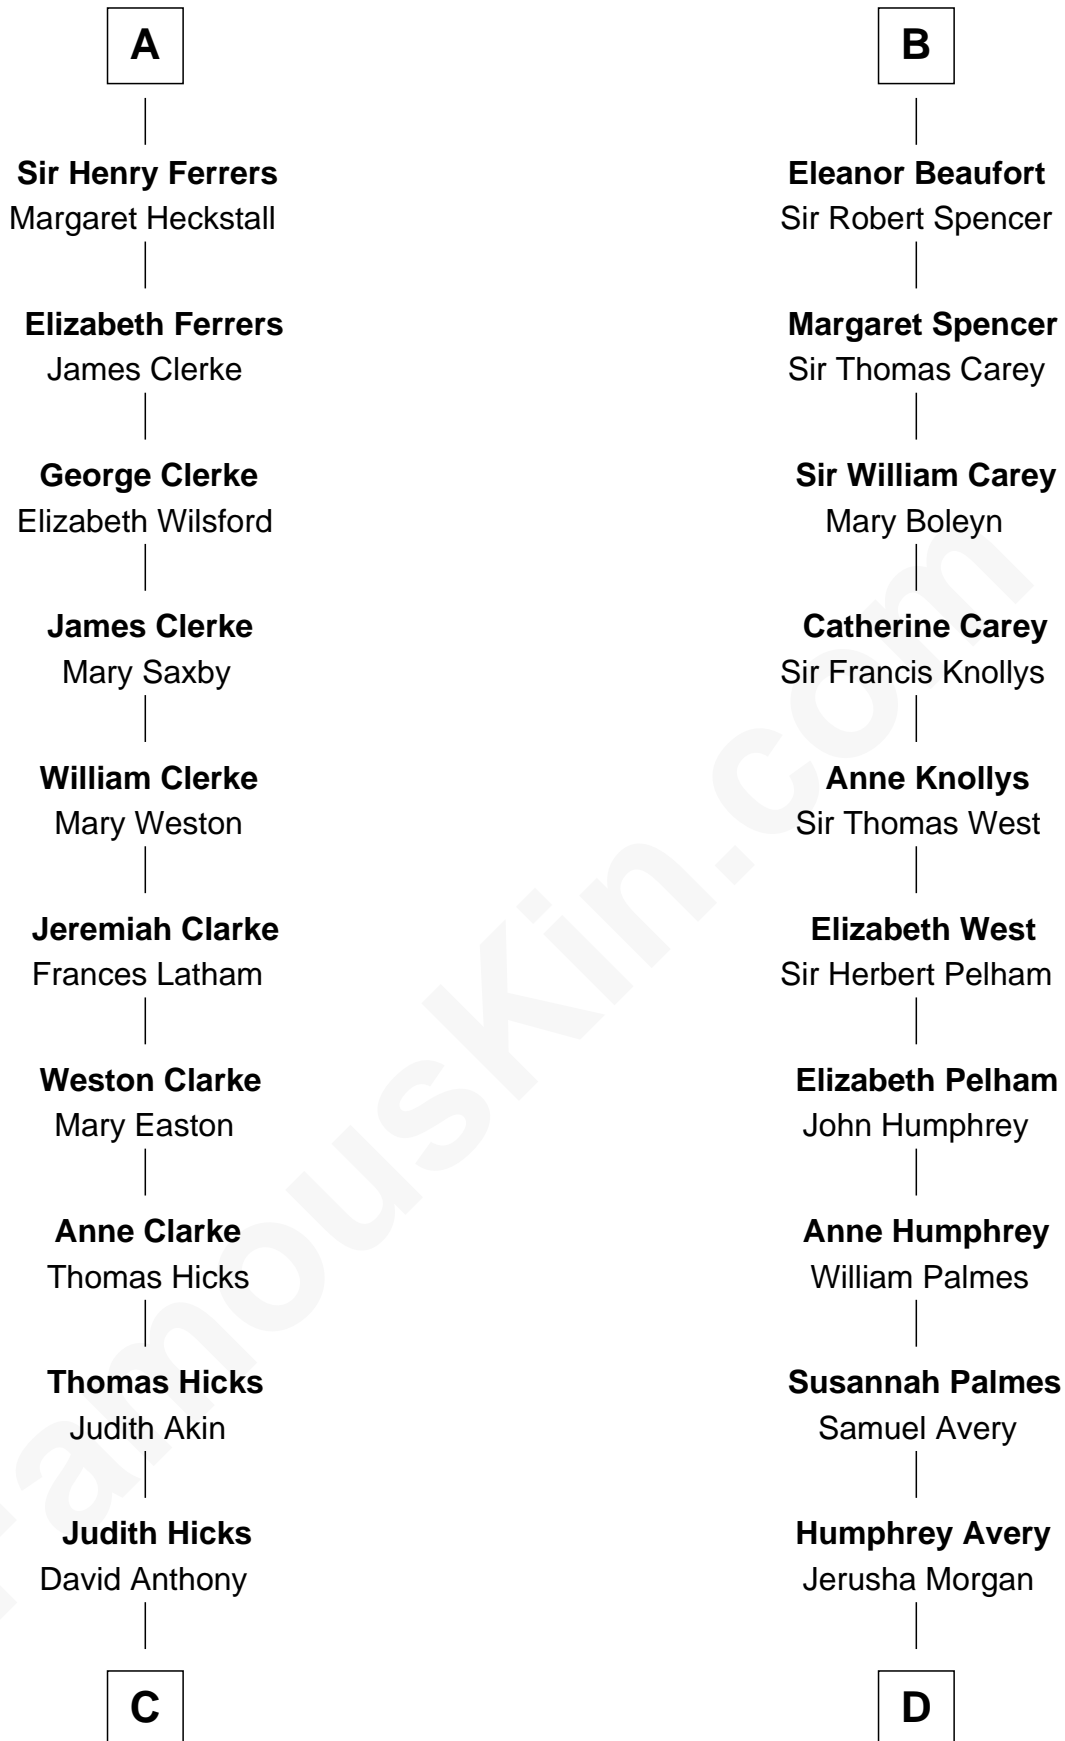 A
Sir Henry Ferrers
Margaret Heckstall
Elizabeth Ferrers
James Clerke
George Clerke
Elizabeth Wilsford
James Clerke
Mary Saxby
William Clerke
Mary Weston
Jeremiah Clarke
Frances Latham
Weston Clarke
Mary Easton
Anne Clarke
Thomas Hicks
Thomas Hicks
Judith Akin
Judith Hicks
David Anthony
C
B
Eleanor Beaufort
Sir Robert Spencer
Margaret Spencer
Sir Thomas Carey
Sir William Carey
Mary Boleyn
Catherine Carey
Sir Francis Knollys
Anne Knollys
Sir Thomas West
Elizabeth West
Sir Herbert Pelham
Elizabeth Pelham
John Humphrey
Anne Humphrey
William Palmes
Susannah Palmes
Samuel Avery
Humphrey Avery
Jerusha Morgan
D
FamousKin.com